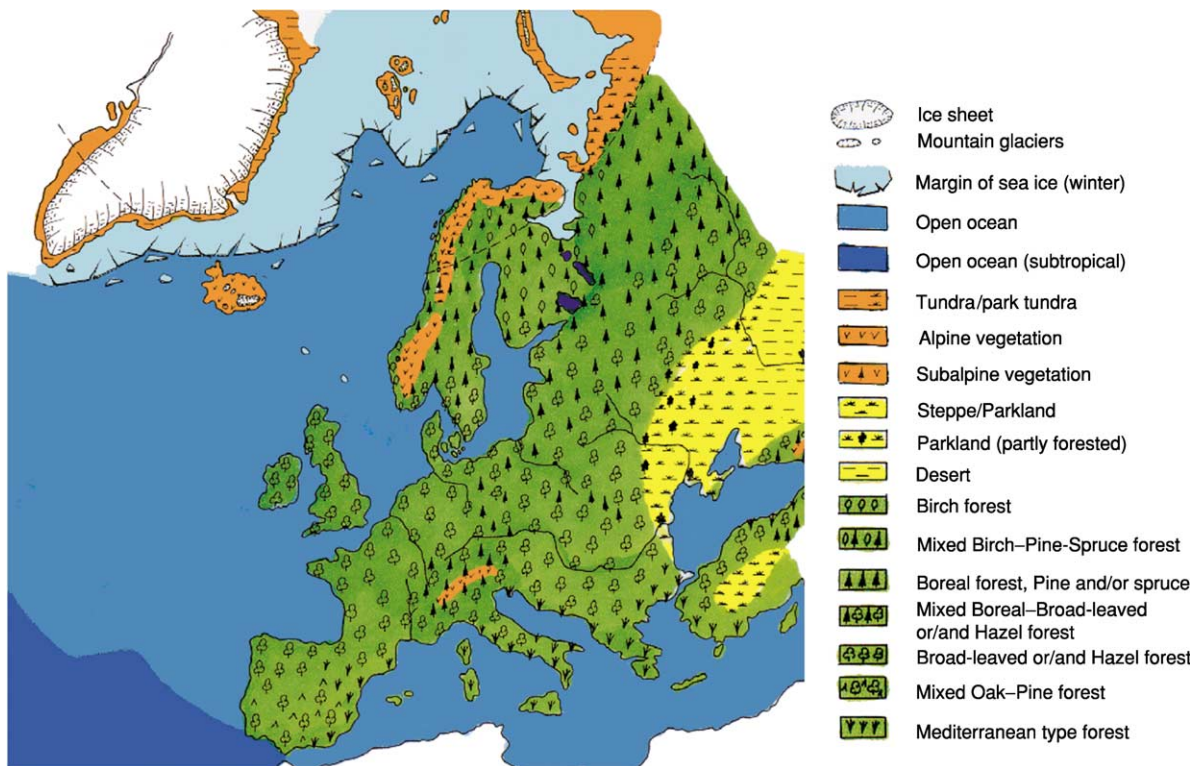 Ice sheet
Mountain glaciers
Margin of sea ice (winter)
Open ocean
Open ocean (subtropical)
Tundra/park tundra
Alpine vegetation
Subalpine vegetation
Steppe/Parkland
Parkland (partly forested)
Desert
Birch forest
Mixed Birch–Pine-Spruce forest
Boreal forest, Pine and/or spruce
Mixed Boreal–Broad-leaved
or/and Hazel forest
Broad-leaved or/and Hazel forest
Mixed Oak–Pine forest
Mediterranean type forest